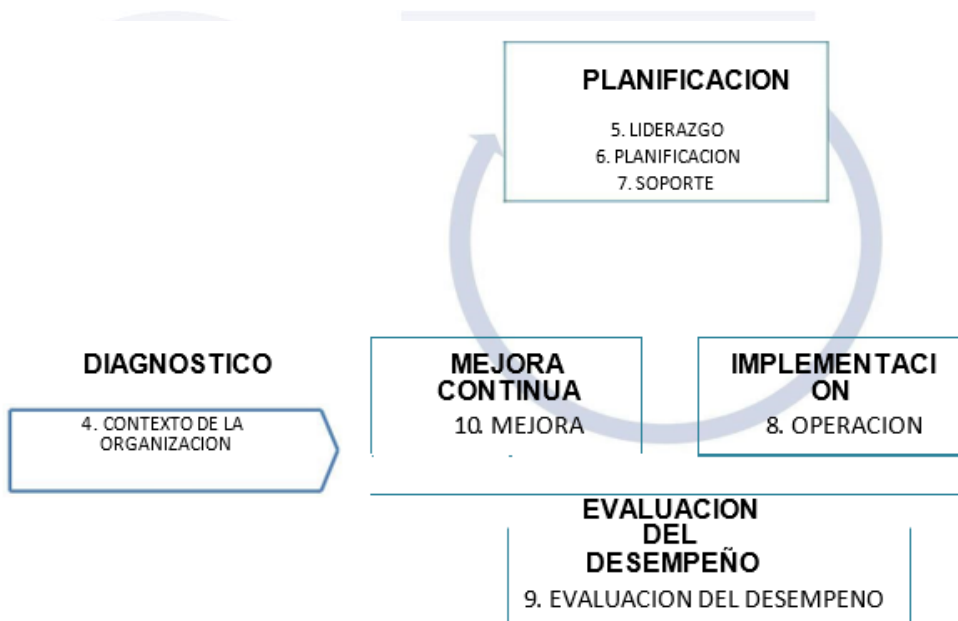 PLANIFICACION
5. LIDERAZGO
6. PLANIFICACION
7. SOPORTE
DIAGNOSTICO
4. CONTEXTO DE LA
ORGANIZACION
MEJORA
CONTINUA
10. MEJORA
IMPLEMENTACI
ON
8. OPERACION
EVALUACION
DEL
DESEMPEÑO
9. EVALUACION DEL DESEMPENO